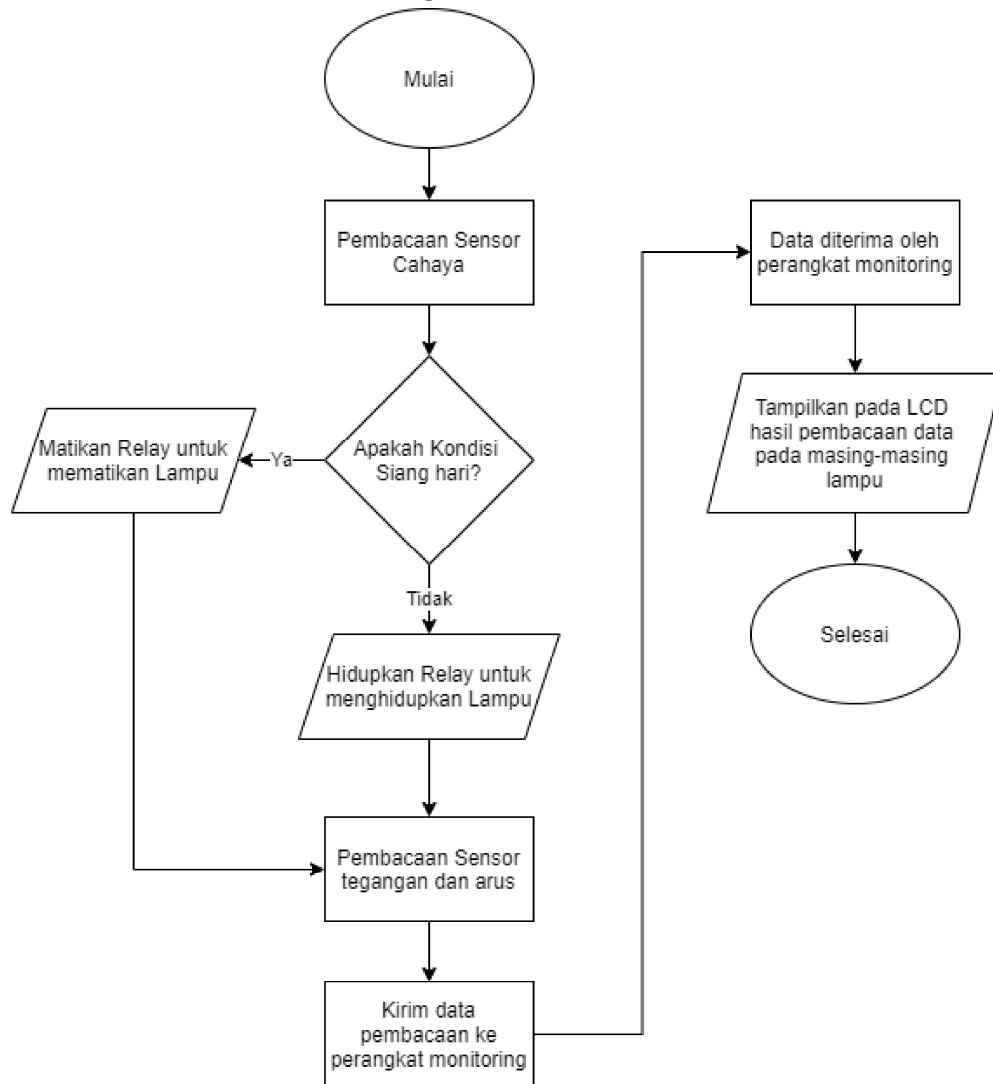 Mulai
Pembacaan Sensor
Cahaya
Apakah Kondisi
Siang hari?
Ya
Matikan Relay untuk
mematikan Lampu
Tidak
Hidupkan Relay untuk
menghidupkan Lampu
Pembacaan Sensor
tegangan dan arus
Kirim data
pembacaan ke
perangkat monitoring
Data diterima oleh
perangkat monitoring
Tampilkan pada LCD
hasil pembacaan data
pada masing-masing
lampu
Selesai